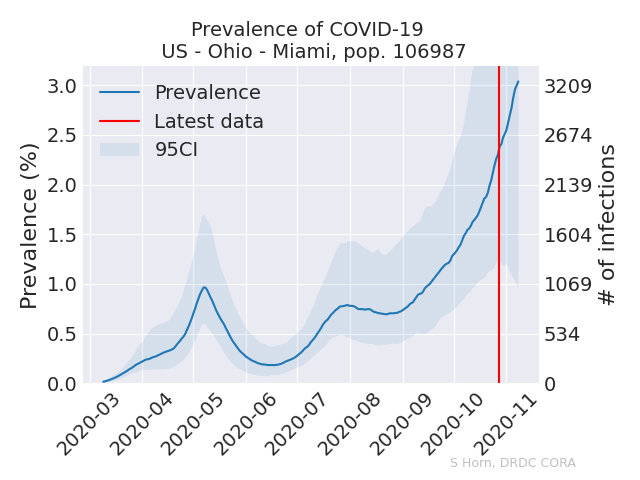 Prevalence of COVID-19
US - Ohio - Miami, pop. 106987
Prevalence
Latest data
95CI
Prevalence (%)
3.0
2.5
2.0
1.5
1.0
0.5
0.0
3209
2674
2139
1604
1069
534
0
# of infections
2020-03
2020-04
2020-05
2020-06
2020-07
2020-08
2020-09
2020-10
2020-11
S Horn, DRDC CORA